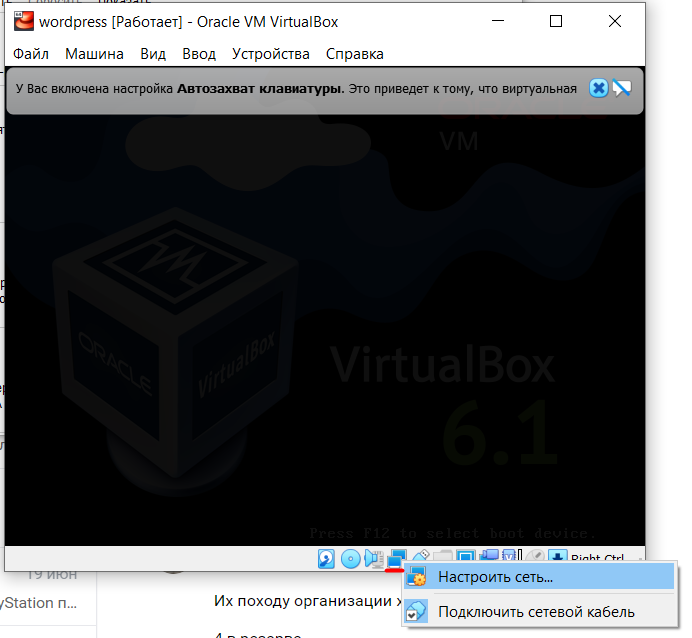 wordpress [Работает] - Oracle VM VirtualBox
Файл Машина Вид Ввод Устройства Справка
У Вас включена настройка Автозахват клавиатуры. Это приведет к тому, что виртуальная
VM
ORACLE
VirtualBox
VirtualBox
6.1
Press F12 to select boot device.
Right Ctrl
Настроить сеть...
Подключить сетевой кабель
19 июн
yStation п...
Их походу организации
4 в резерве